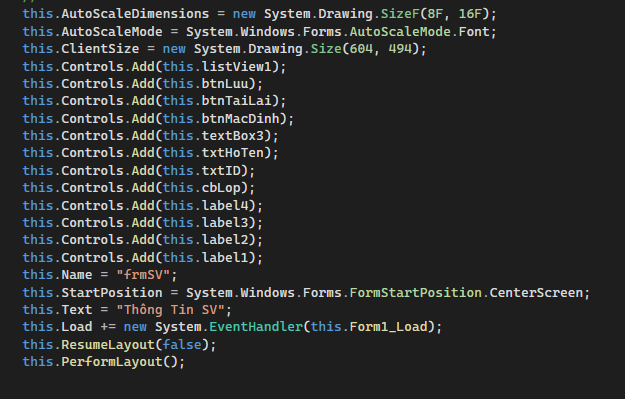 //
this.AutoScaleDimensions = new System.Drawing.SizeF(8F, 16F);
this.AutoScaleMode = System.Windows.Forms.AutoScaleMode.Font;
this.ClientSize = new System.Drawing.Size(604, 494);
this.Controls.Add(this.listView1);
this.Controls.Add(this.btnLuu);
this.Controls.Add(this.btnTaiLai);
this.Controls.Add(this.btnMacDinh);
this.Controls.Add(this.textBox3);
this.Controls.Add(this.txtHoTen);
this.Controls.Add(this.txtID);
this.Controls.Add(this.cbLop);
this.Controls.Add(this.label4);
this.Controls.Add(this.label3);
this.Controls.Add(this.label2);
this.Controls.Add(this.label1);
this.Name = "frmSV";
this.StartPosition = System.Windows.Forms.FormStartPosition.CenterScreen;
this.Text = "Thông Tin SV";
this.Load += new System.EventHandler(this.Form1_Load);
this.ResumeLayout(false);
this.PerformLayout();